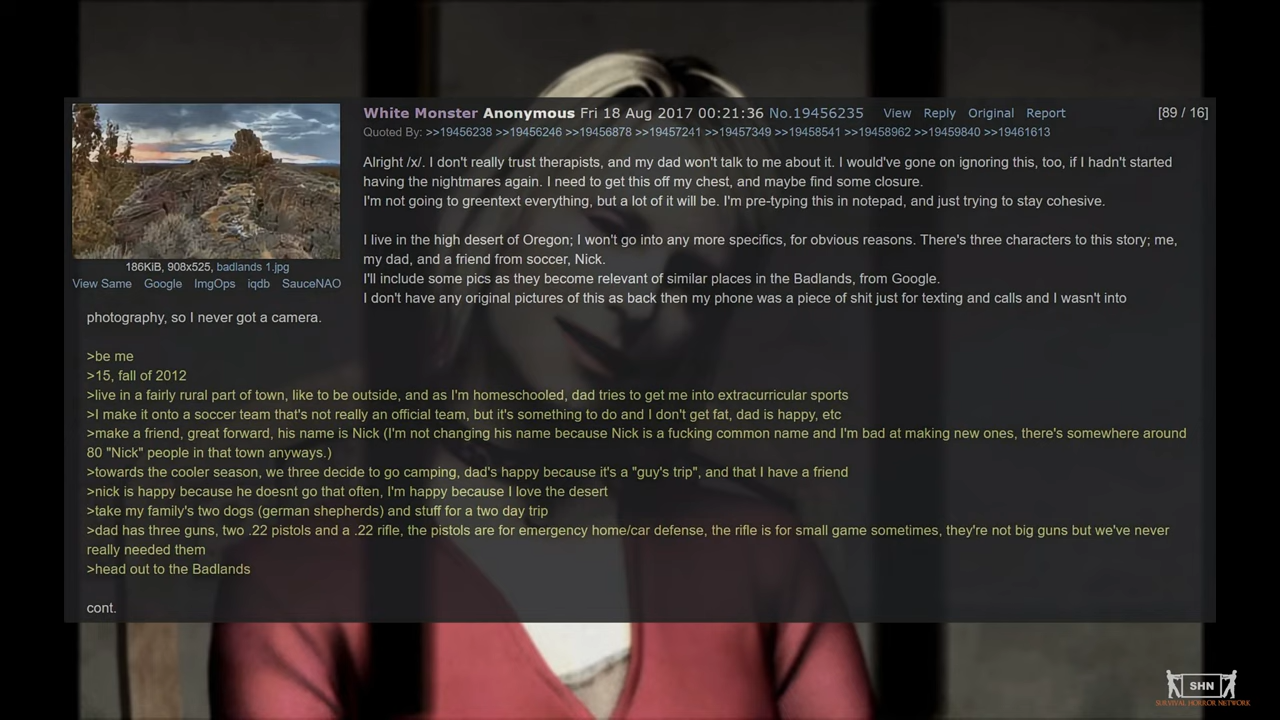 White Monster Anonymous Fri 18 Aug 2017 00:21:36 No.19456235 View Reply Original Report [89 / 16]
Quoted By: >>19456238 >>19456246 >>19456878 >>19457241 >>19457349 >>19458541 >>19458962 >>19459840 >>19461613
Alright /x/. I don't really trust therapists, and my dad won't talk to me about it. I would've gone on ignoring this, too, if I hadn't started
having the nightmares again. I need to get this off my chest, and maybe find some closure.
I'm not going to greentext everything, but a lot of it will be. I'm pre-typing this in notepad, and just trying to stay cohesive.
I live in the high desert of Oregon; I won't go into any more specifics, for obvious reasons. There's three characters to this story; me,
my dad, and a friend from soccer, Nick.
186KiB, 908x525, badlands 1.jpg
View Same Google ImgOps iqdb SauceNAO
I'll include some pics as they become relevant of similar places in the Badlands, from Google.
I don't have any original pictures of this as back then my phone was a piece of shit just for texting and calls and I wasn't into
photography, so I never got a camera.
>be me
>15, fall of 2012
>live in a fairly rural part of town, like to be outside, and as I'm homeschooled, dad tries to get me into extracurricular sports
>I make it onto a soccer team that's not really an official team, but it's something to do and I don't get fat, dad is happy, etc
>make a friend, great forward, his name is Nick (I'm not changing his name because Nick is a fucking common name and I'm bad at making new ones, there's somewhere around
80 "Nick" people in that town anyways.)
>towards the cooler season, we three decide to go camping, dad's happy because it's a "guy's trip", and that I have a friend
>nick is happy because he doesnt go that often, I'm happy because I love the desert
>take my family's two dogs (german shepherds) and stuff for a two day trip
>dad has three guns, two .22 pistols and a .22 rifle, the pistols are for emergency home/car defense, the rifle is for small game sometimes, they're not big guns but we've never
really needed them
>head out to the Badlands
cont.
SHN
SURVIVAL HORROR NETWORK